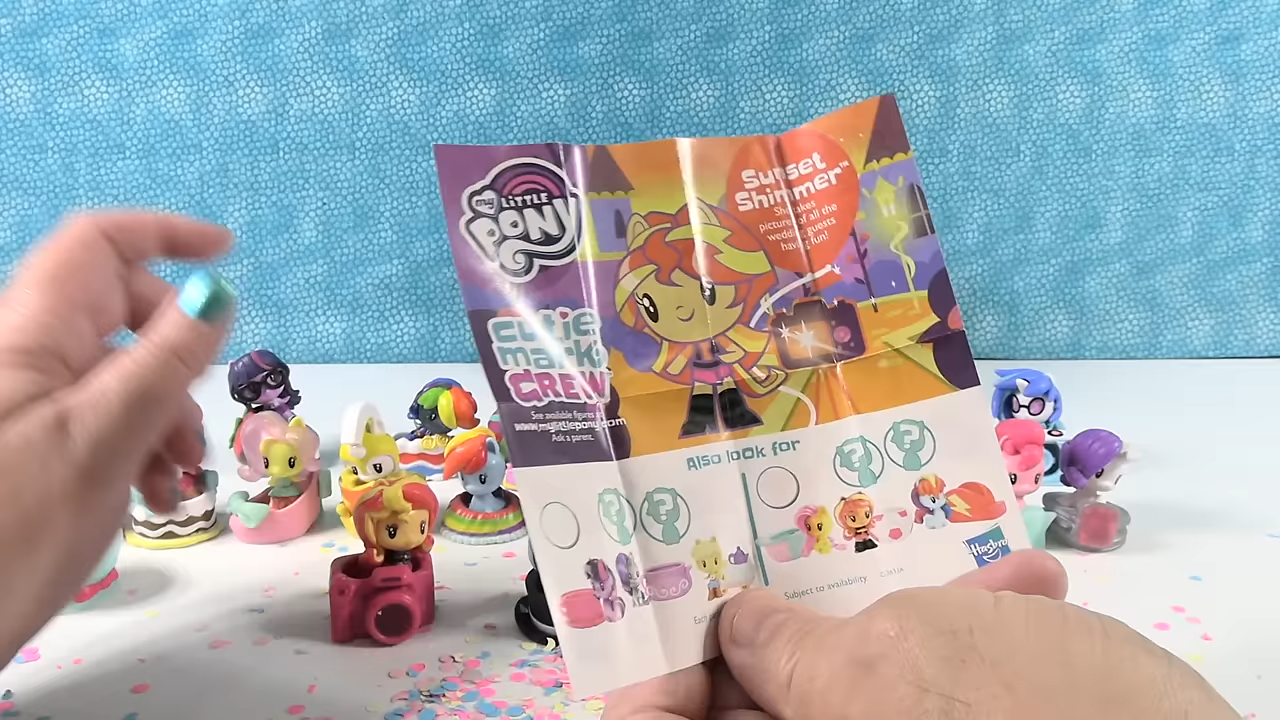 my LITTLE
PONY
cutie
mark
CREW
See available figures at
www.mylittlepony.com
Ask a parent.
Sunset
Shimmer™
She takes
pictures of all the
wedding guests
having fun!
Also look for
Each
Subject to availability.
Hasbro